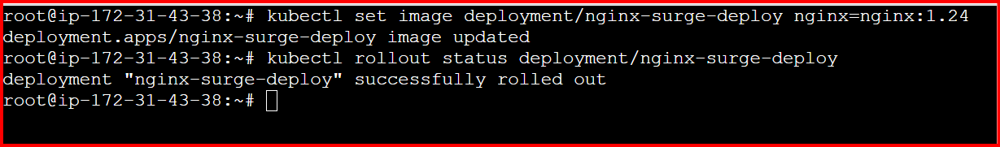 root@ip-172-31-43-38:~# kubectl set image deployment/nginx-surge-deploy nginx=nginx:1.24
deployment.apps/nginx-surge-deploy image updated
root@ip-172-31-43-38:~# kubectl rollout status deployment/nginx-surge-deploy
deployment "nginx-surge-deploy" successfully rolled out
root@ip-172-31-43-38:~#